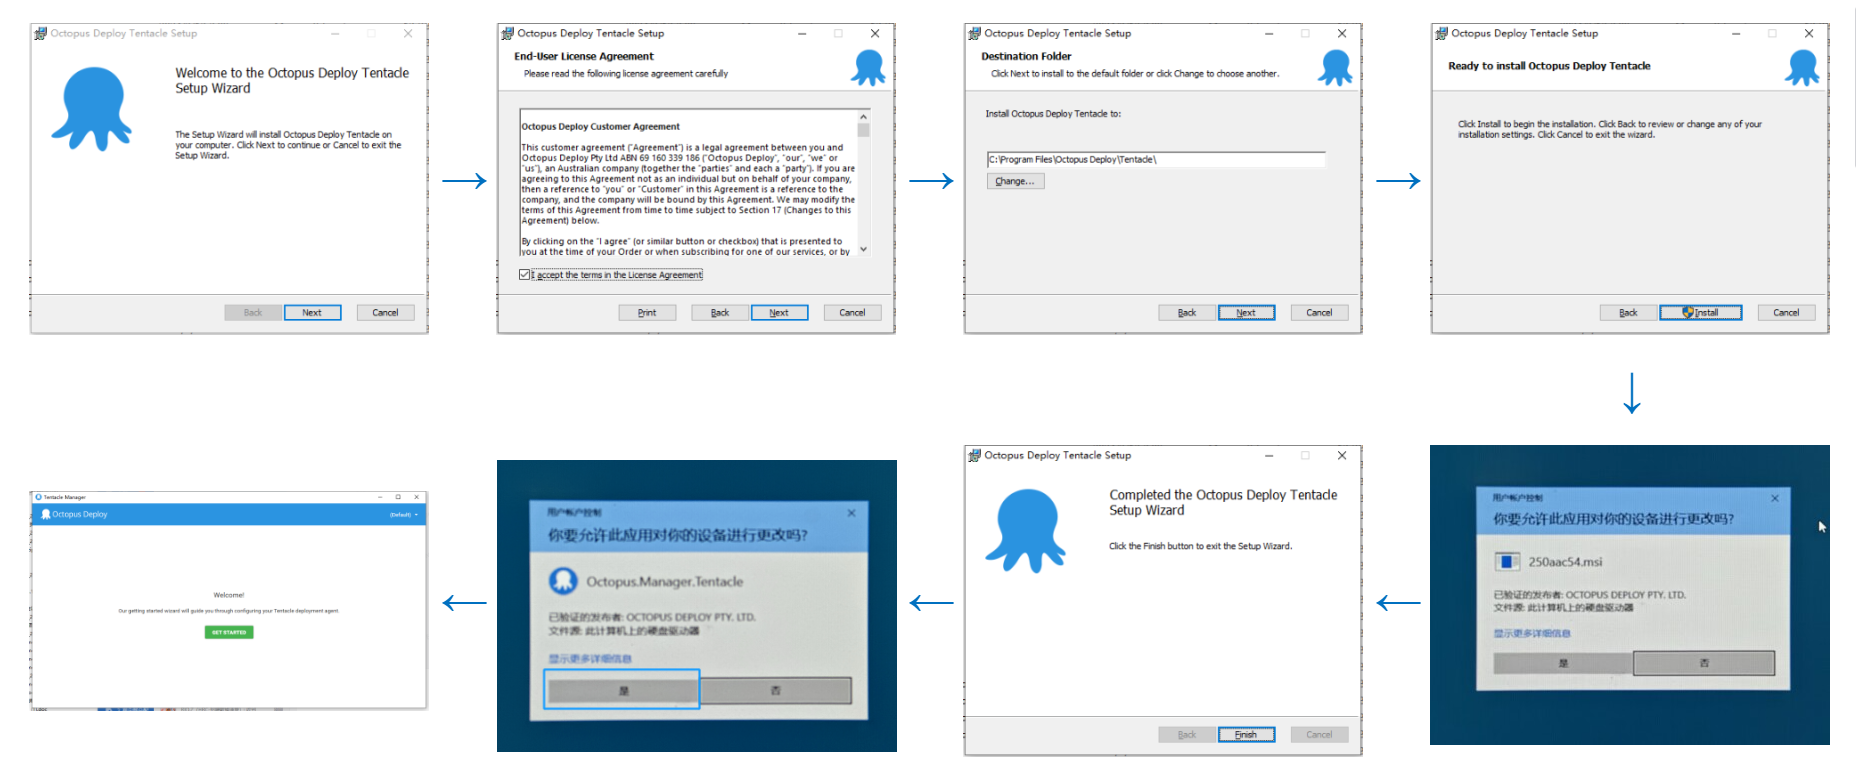 Octopus Deploy Tentacle Setup
Welcome to the Octopus Deploy Tentacle
Setup Wizard
The Setup Wizard will install Octopus Deploy Tentacle on
your computer. Click Next to continue or Cancel to exit the
Setup Wizard.
Back
Next
Cancel
Octopus Deploy Tentacle Setup
End-User License Agreement
Please read the following license agreement carefully
Octopus Deploy Customer Agreement
This customer agreement ("Agreement") is a legal agreement between you and
Octopus Deploy Pty Ltd ABN 69 160 339 186 ("Octopus Deploy", "our", "we" or
"us"), an Australian company (together the "parties" and each a "party"). If you are
agreeing to this Agreement not as an individual but on behalf of your company,
then a reference to "you" or "Customer" in this Agreement is a reference to the
company, and the company will be bound by this Agreement. We may modify the
terms of this Agreement from time to time subject to Section 17 (Changes to this
Agreement) below.
By clicking on the "I agree" (or similar button or checkbox) that is presented to
you at the time of your Order or when subscribing for one of our services, or by
I accept the terms in the License Agreement
Print
Back
Next
Cancel
Octopus Deploy Tentacle Setup
Destination Folder
Click Next to install to the default folder or click Change to choose another.
Install Octopus Deploy Tentacle to:
C:\Program Files\Octopus Deploy\Tentacle\
Change...
Back
Next
Cancel
Octopus Deploy Tentacle Setup
Ready to install Octopus Deploy Tentacle
Click Install to begin the installation. Click Back to review or change any of your
installation settings. Click Cancel to exit the wizard.
Back
Install
Cancel
用户帐户控制
你要允许此应用对你的设备进行更改吗?
250aac54.msi
已验证的发布者: OCTOPUS DEPLOY PTY. LTD.
文件源: 此计算机上的硬盘驱动器
显示更多详细信息
是
否
Octopus Deploy Tentacle Setup
Completed the Octopus Deploy Tentacle
Setup Wizard
Click the Finish button to exit the Setup Wizard.
Back
Finish
Cancel
用户帐户控制
你要允许此应用对你的设备进行更改吗?
Octopus.Manager.Tentacle
已验证的发布者: OCTOPUS DEPLOY PTY. LTD.
文件源: 此计算机上的硬盘驱动器
显示更多详细信息
是
否
Tentacle Manager
Octopus Deploy
(Default)
Welcome!
Our getting started wizard will guide you through configuring your Tentacle deployment agent.
GET STARTED